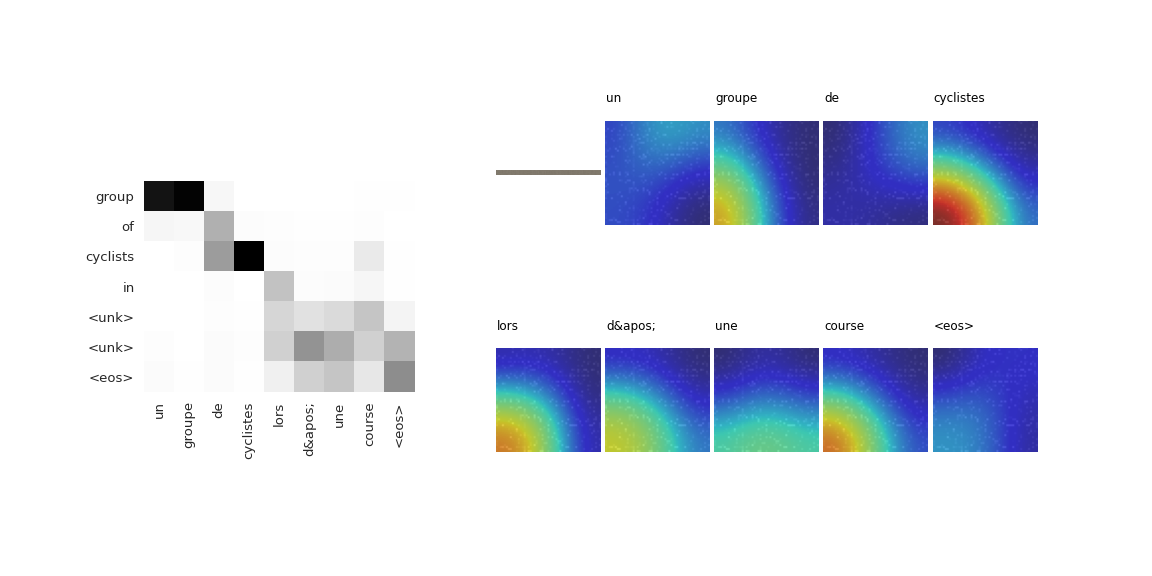 group
of
cyclists
in
<unk>
<unk>
<eos>
un
groupe
de
cyclistes
lors
d&apos;
une
course
<eos>
un groupe de cyclistes
lors d&apos; une course <eos>